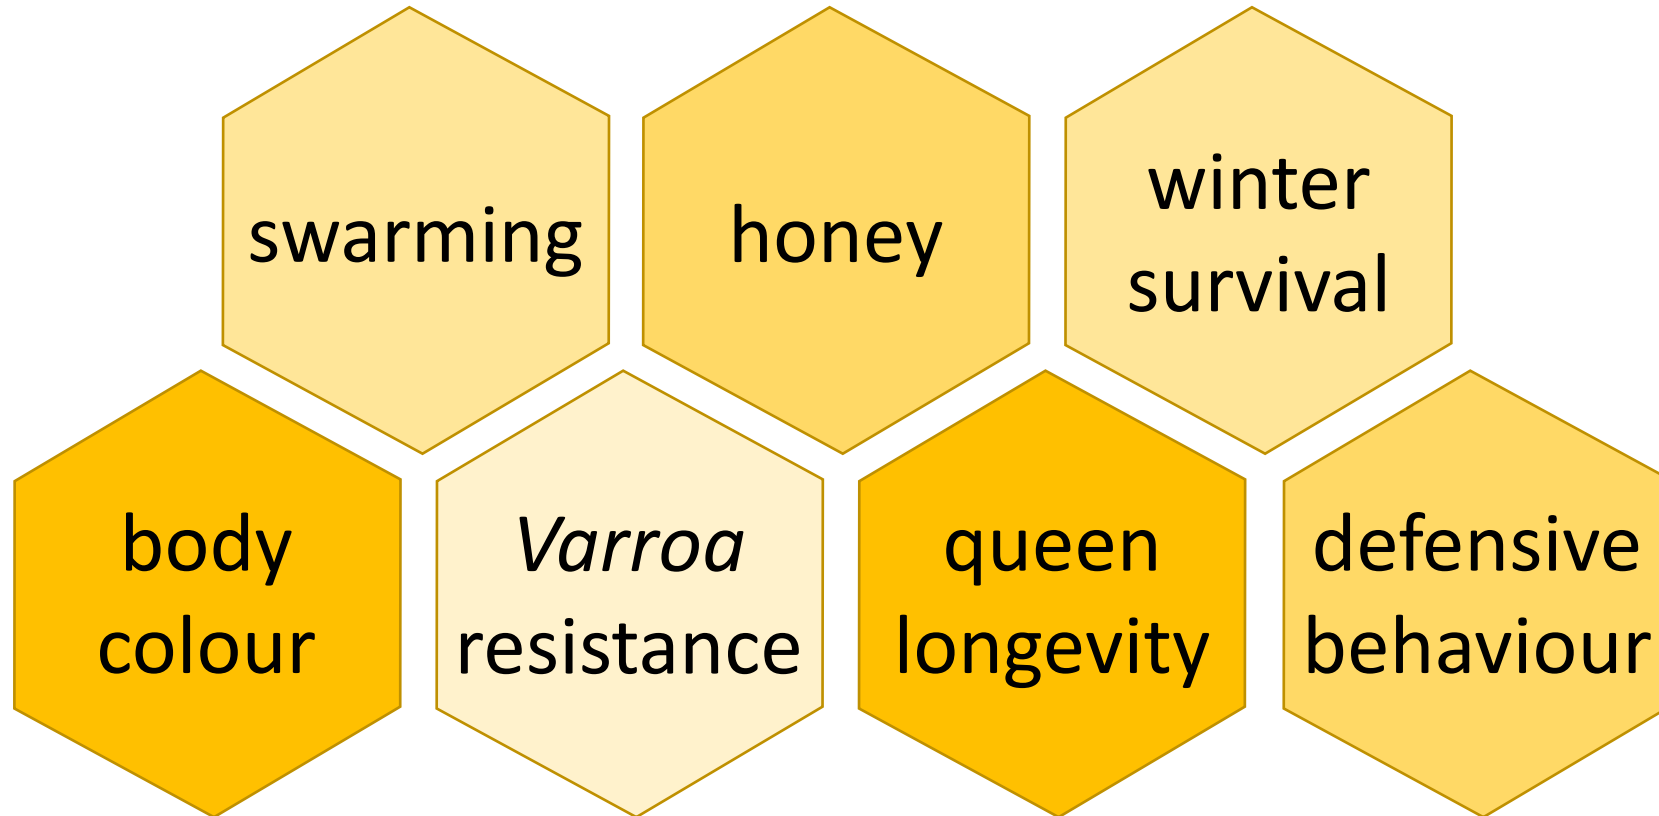 swarming
honey
winter
survival
body
colour
Varroa
resistance
queen
longevity
defensive
behaviour